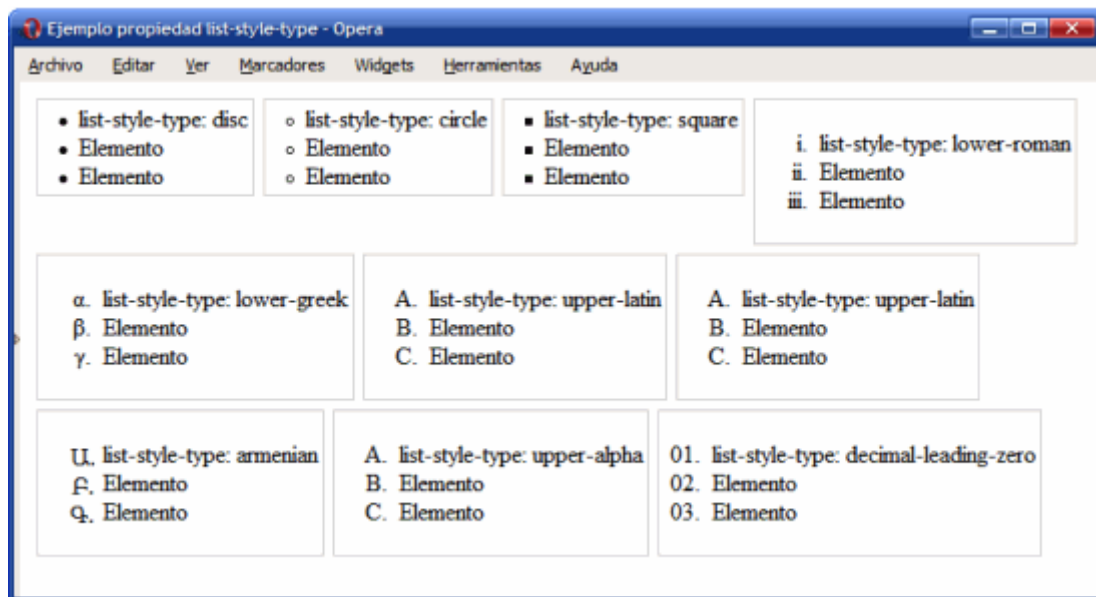 Ejemplo propiedad list-style-type - Opera
Archivo Editar Ver Marcadores Widgets Herramientas Ayuda
• list-style-type: disc
• Elemento
• Elemento
◦ list-style-type: circle
◦ Elemento
◦ Elemento
▪ list-style-type: square
▪ Elemento
▪ Elemento
i. list-style-type: lower-roman
ii. Elemento
iii. Elemento
α. list-style-type: lower-greek
β. Elemento
γ. Elemento
A. list-style-type: upper-latin
B. Elemento
C. Elemento
A. list-style-type: upper-latin
B. Elemento
C. Elemento
Ա. list-style-type: armenian
Բ. Elemento
Գ. Elemento
A. list-style-type: upper-alpha
B. Elemento
C. Elemento
01. list-style-type: decimal-leading-zero
02. Elemento
03. Elemento